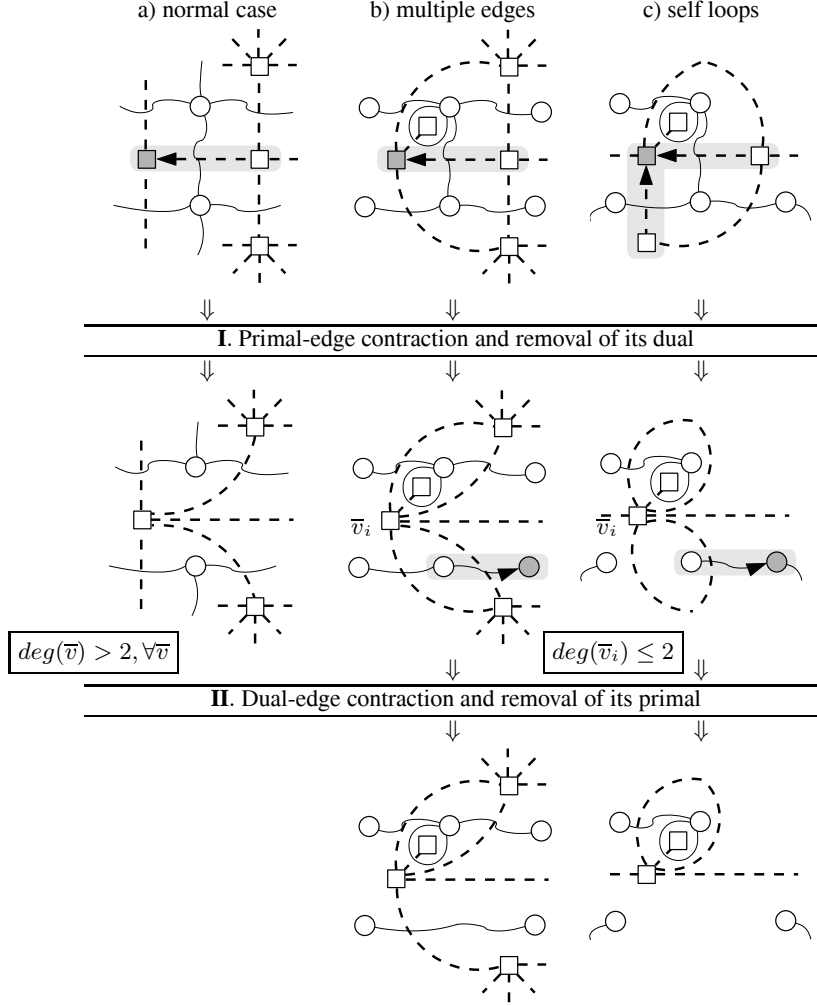 a) normal case b) multiple edges c) self loops
⇓ ⇓ ⇓
I. Primal-edge contraction and removal of its dual
⇓ ⇓ ⇓
v̅ᵢ v̅ᵢ
deg(v̅) > 2, ∀v̅ deg(v̅ᵢ) ≤ 2
⇓ ⇓
II. Dual-edge contraction and removal of its primal
⇓ ⇓